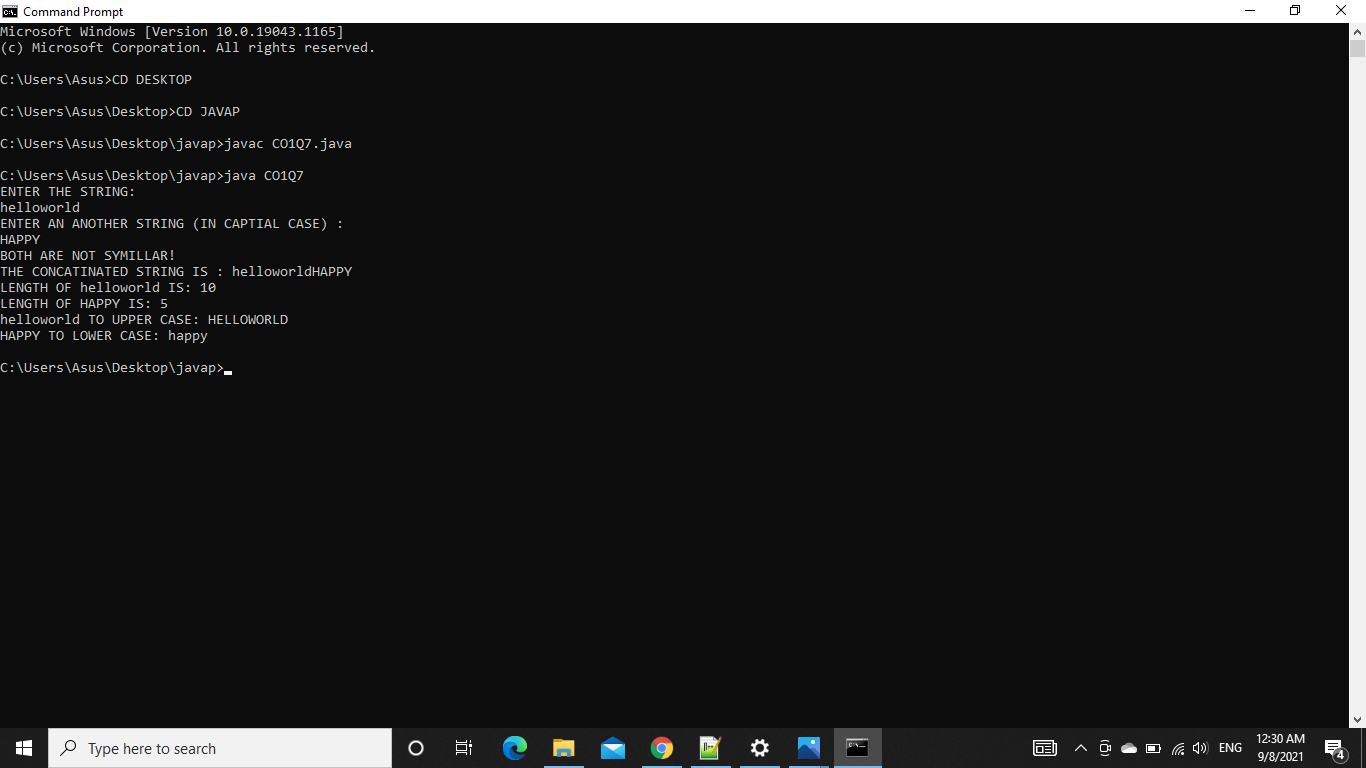 Command Prompt
Microsoft Windows [Version 10.0.19043.1165]
(c) Microsoft Corporation. All rights reserved.
C:\Users\Asus>CD DESKTOP
C:\Users\Asus\Desktop>CD JAVAP
C:\Users\Asus\Desktop\javap>javac CO1Q7.java
C:\Users\Asus\Desktop\javap>java CO1Q7
ENTER THE STRING:
helloworld
ENTER AN ANOTHER STRING (IN CAPTIAL CASE) :
HAPPY
BOTH ARE NOT SYMILLAR!
THE CONCATINATED STRING IS : helloworldHAPPY
LENGTH OF helloworld IS: 10
LENGTH OF HAPPY IS: 5
helloworld TO UPPER CASE: HELLOWORLD
HAPPY TO LOWER CASE: happy
C:\Users\Asus\Desktop\javap>
Type here to search
ENG
12:30 AM
9/8/2021
4